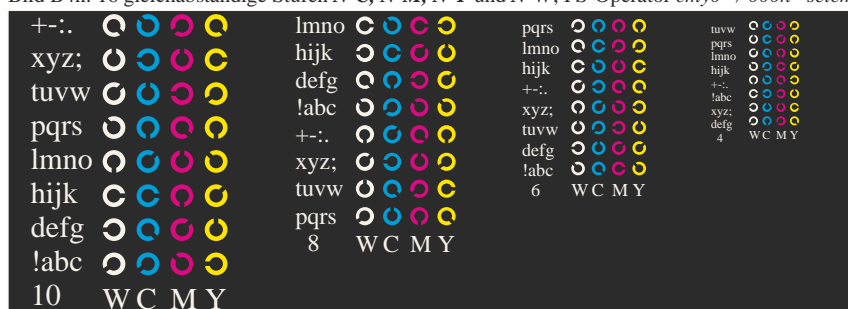 +-:.
xyz;
tuvw
pqrs
lmno
hijk
defg
!abc
10 W C M Y
lmno
hijk
defg
!abc
+-:.
xyz;
tuvw
pqrs
8 W C M Y
pqrs
lmno
hijk
+-:.
xyz;
tuvw
defg
!abc
6 W C M Y
tuvw
pqrs
lmno
hijk
+-:.
!abc
xyz;
defg
4 W C M Y